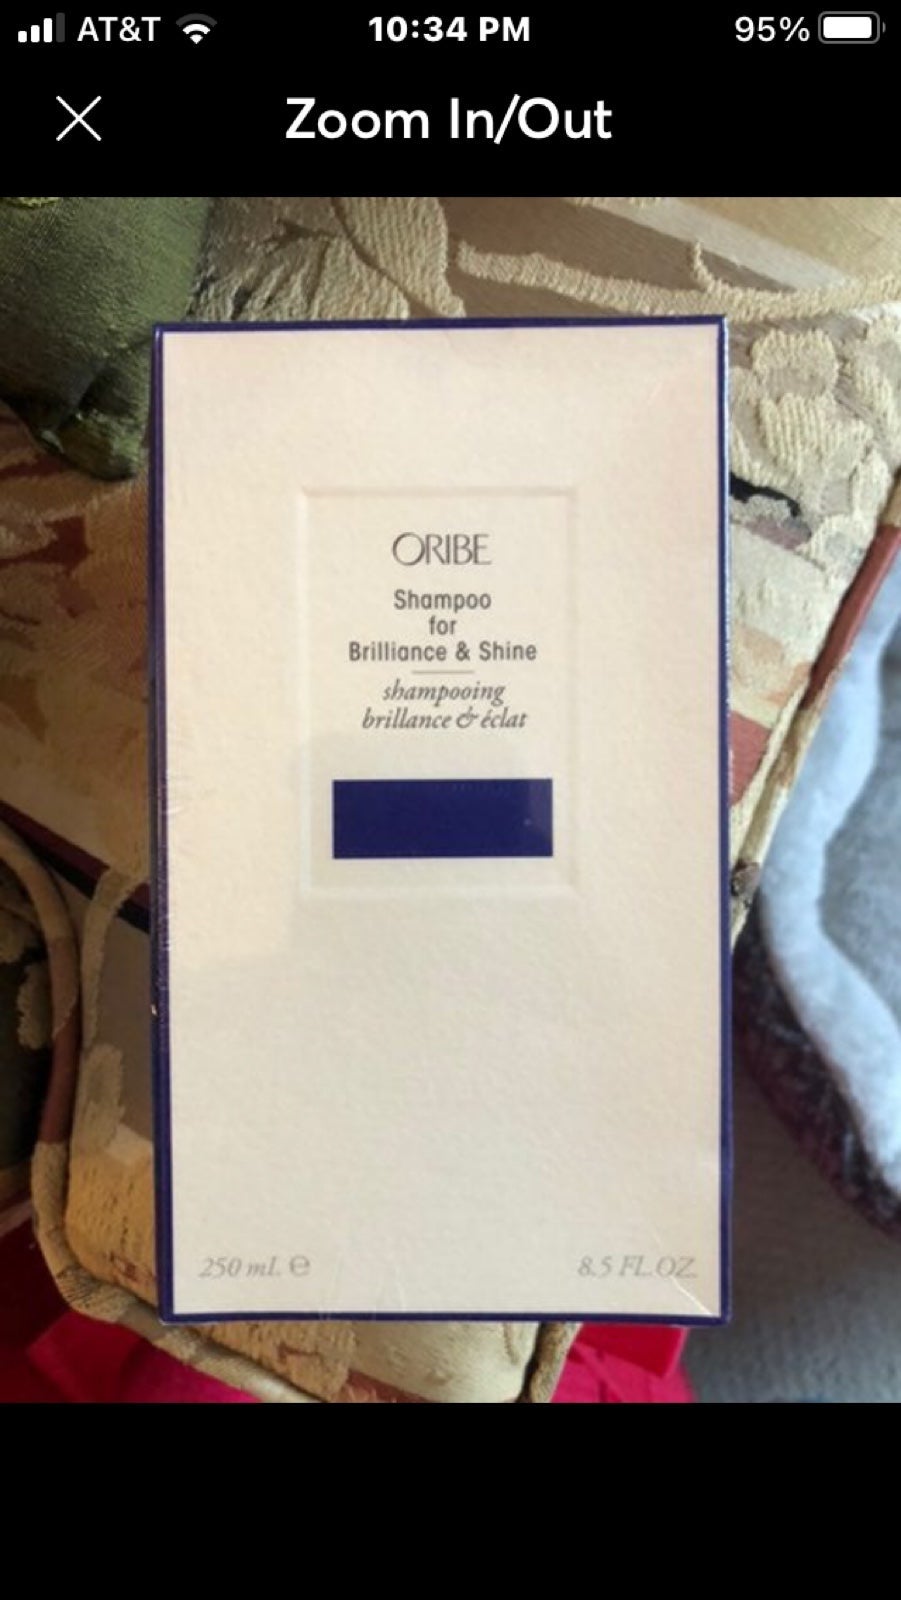 AT&T 10:34 PM 95%
Zoom In/Out
ORIBE
Shampoo
for
Brilliance & Shine
shampooing
brillance & éclat
250 mL ℮ 8.5 FL.OZ.